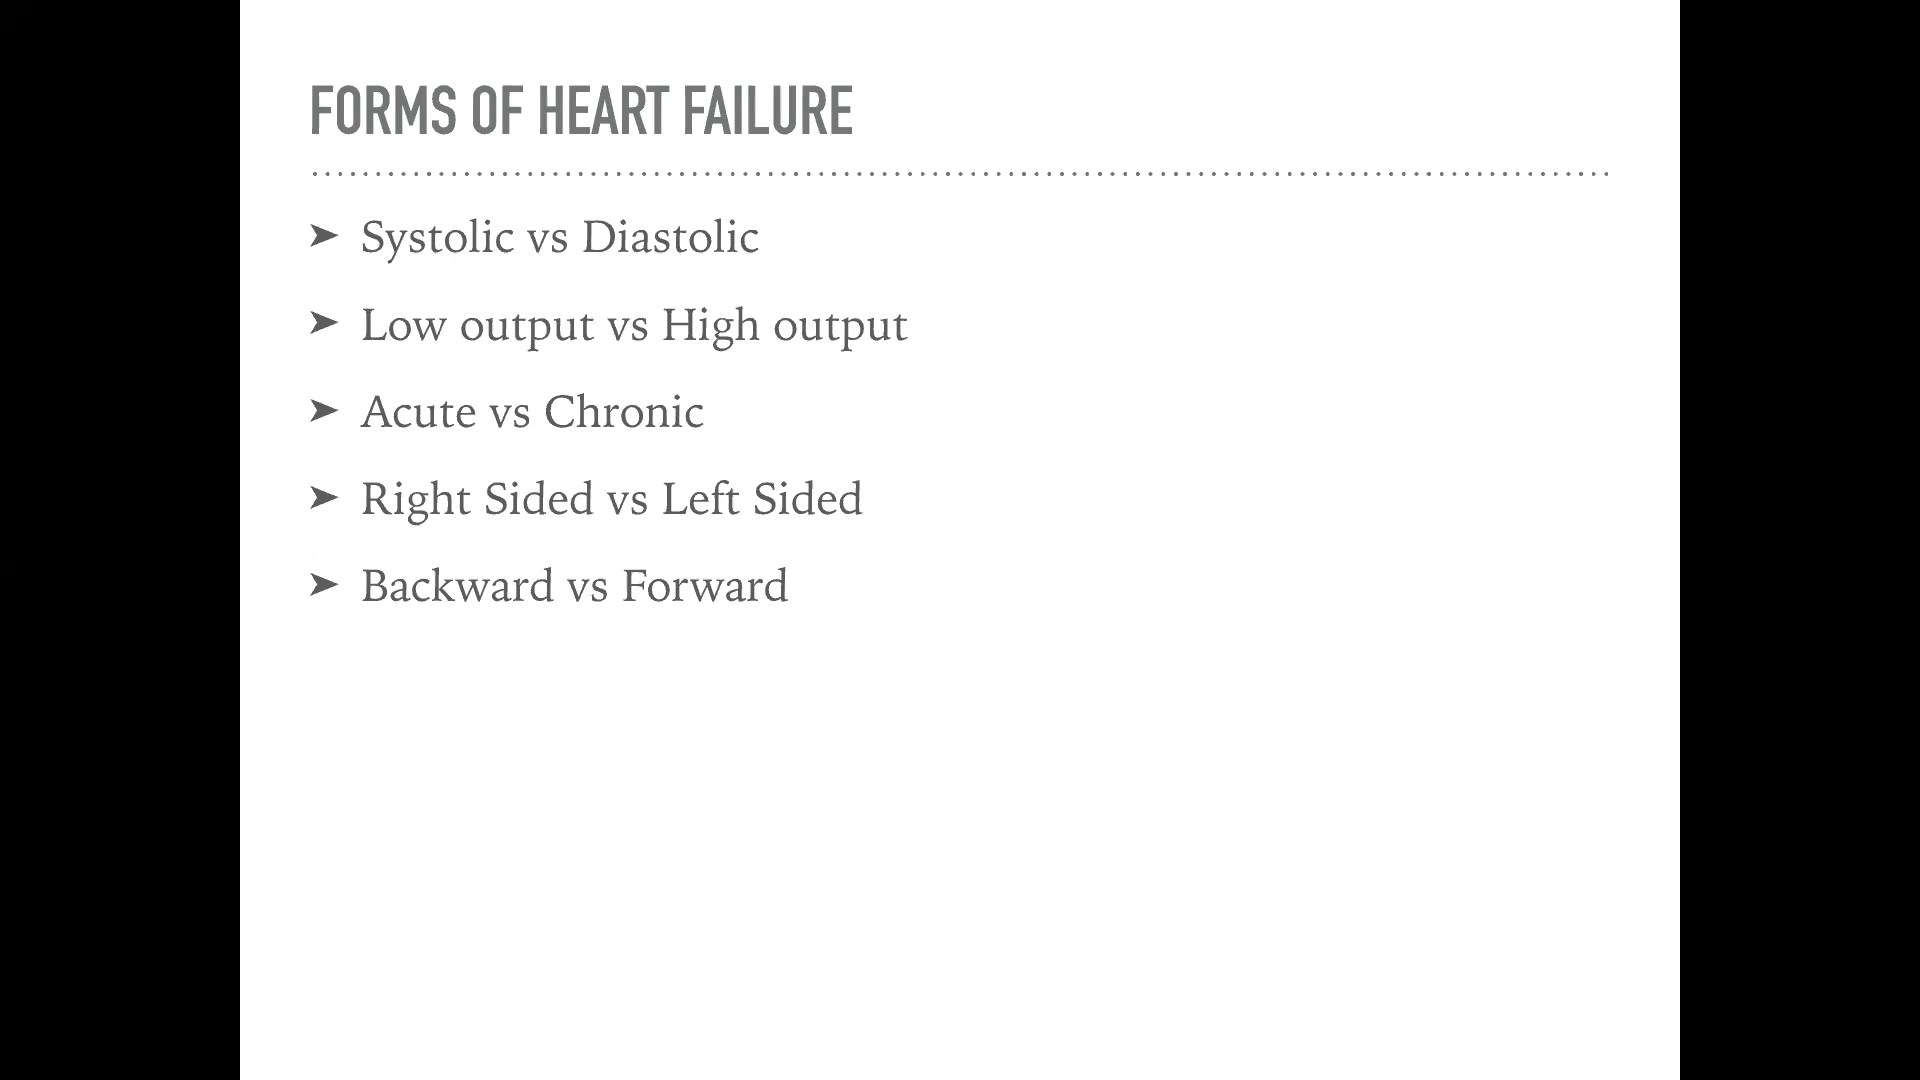 FORMS OF HEART FAILURE
➤ Systolic vs Diastolic
➤ Low output vs High output
➤ Acute vs Chronic
➤ Right Sided vs Left Sided
➤ Backward vs Forward